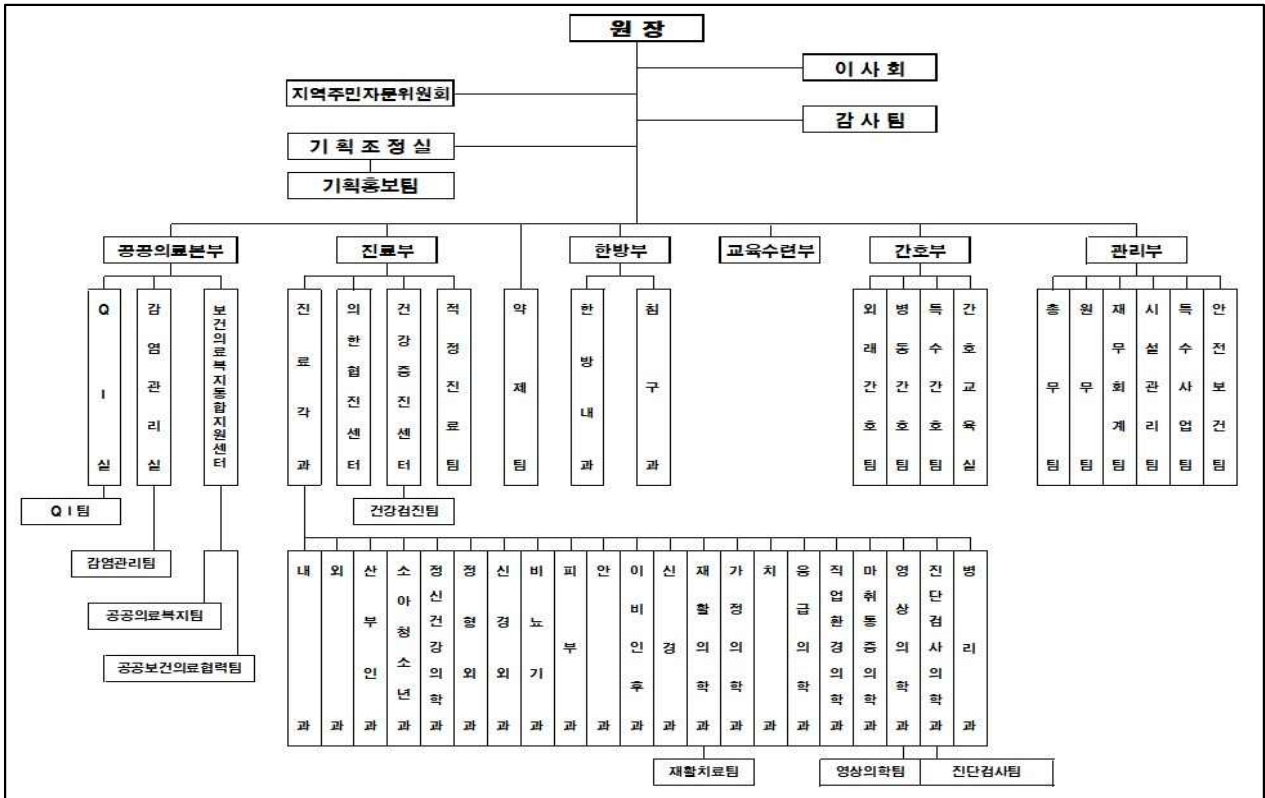 원 장
이 사 회
지역주민자문위원회
감 사 팀
기 획 조 정 실
기획홍보팀
공공의료본부
진료부
한방부
교육수련부
간호부
관리부
Q I 실
감염관리실
보건의료복지통합지원센터
진료각과
의한협진센터
건강증진센터
적정진료팀
약제팀
한방내과
침구과
외래간호팀
병동간호팀
특수간호팀
간호교육실
총무팀
원무팀
재무회계팀
시설관리팀
특수사업팀
안전보건팀
Q I 팀
건강검진팀
감염관리팀
공공의료복지팀
공공보건의료협력팀
내과
외과
산부인과
소아청소년과
정신건강의학과
정형외과
신경외과
비뇨기과
피부과
안과
이비인후과
신경과
재활의학과
가정의학과
치과
응급의학과
직업환경의학과
마취통증의학과
영상의학과
진단검사의학과
병리과
재활치료팀
영상의학팀
진단검사팀